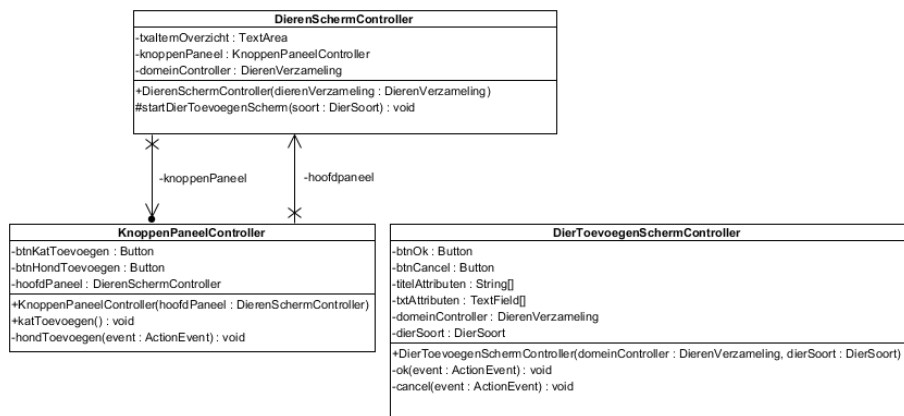 DierenSchermController
-txaItemOverzicht : TextArea
-knoppenPaneel : KnoppenPaneelController
-domeinController : DierenVerzameling
+DierenSchermController(dierenVerzameling : DierenVerzameling)
#startDierToevoegenScherm(soort : DierSoort) : void
-knoppenPaneel
-hoofdpaneel
KnoppenPaneelController
-btnKatToevoegen : Button
-btnHondToevoegen : Button
-hoofdPaneel : DierenSchermController
+KnoppenPaneelController(hoofdPaneel : DierenSchermController)
+katToevoegen() : void
-hondToevoegen(event : ActionEvent) : void
DierToevoegenSchermController
-btnOk : Button
-btnCancel : Button
-titelAttributen : String[]
-txtAttributen : TextField[]
-domeinController : DierenVerzameling
-dierSoort : DierSoort
+DierToevoegenSchermController(domeinController : DierenVerzameling, dierSoort : DierSoort)
-ok(event : ActionEvent) : void
-cancel(event : ActionEvent) : void